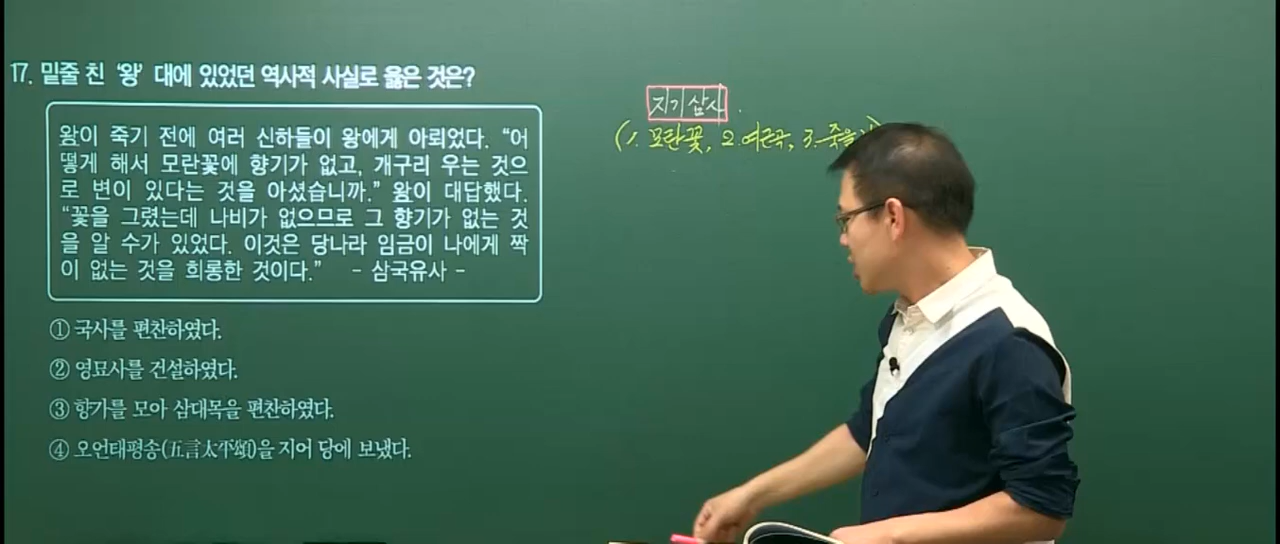 17. 밑줄 친 '왕' 대에 있었던 역사적 사실로 옳은 것은?
왕이 죽기 전에 여러 신하들이 왕에게 아뢰었다. “어
떻게 해서 모란꽃에 향기가 없고, 개구리 우는 것으
로 변이 있다는 것을 아셨습니까.” 왕이 대답했다.
“꽃을 그렸는데 나비가 없으므로 그 향기가 없는 것
을 알 수가 있었다. 이것은 당나라 임금이 나에게 짝
이 없는 것을 희롱한 것이다.” - 삼국유사 -
① 국사를 편찬하였다.
② 영묘사를 건설하였다.
③ 향가를 모아 삼대목을 편찬하였다.
④ 오언태평송(五言太平頌)을 지어 당에 보냈다.
지기삼사
(1. 모란꽃, 2. 여근곡, 3. 죽을